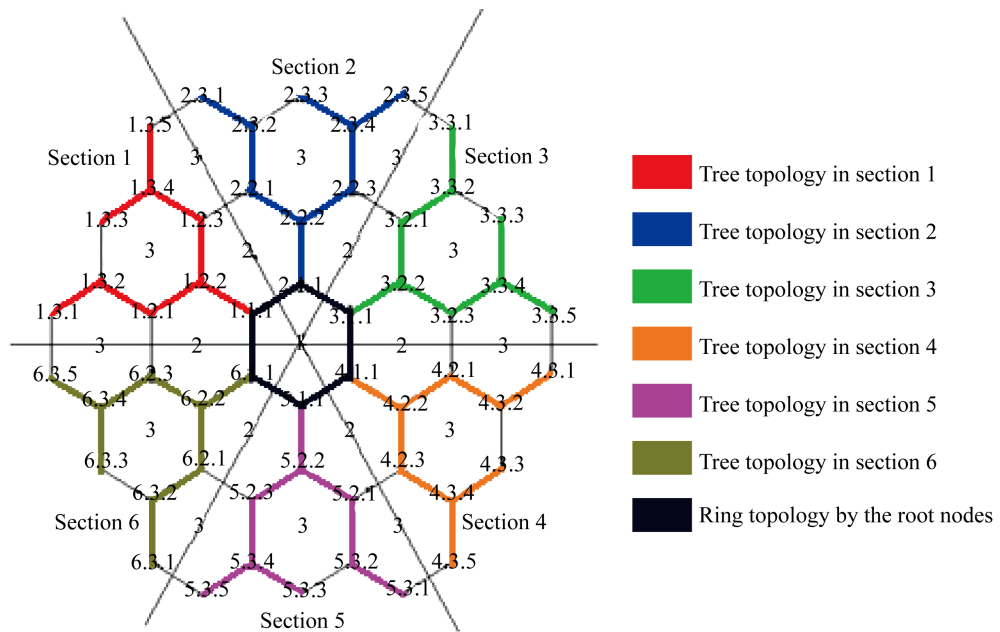 Section 2
2.3.1 2.3.3 2.3.5
1.3.5 2.3.2 2.3.4 3.3.1
Section 1 3 3 3 Section 3
1.3.4 2.2.1 2.2.3 3.3.2
1.3.3 1.2.3 2.2.2 3.2.1 3.3.3
3 2 2 3
1.3.2 1.2.2 2.1.1 3.2.2 3.3.4
1.3.1 1.2.1 1.1.1 3.1.1 3.2.3 3.3.5
3 2 1 2 3
6.3.5 6.2.3 6.1.1 4.1.1 4.2.1 4.3.1
6.3.4 6.2.2 5.1.1 4.2.2 4.3.2
3 2 2 3
6.3.3 6.2.1 5.2.2 4.2.3 4.3.3
6.3.2 5.2.3 5.2.1 4.3.4
Section 6 3 3 3 Section 4
6.3.1 5.3.4 5.3.2 4.3.5
5.3.5 5.3.3 5.3.1
Section 5
Tree topology in section 1
Tree topology in section 2
Tree topology in section 3
Tree topology in section 4
Tree topology in section 5
Tree topology in section 6
Ring topology by the root nodes